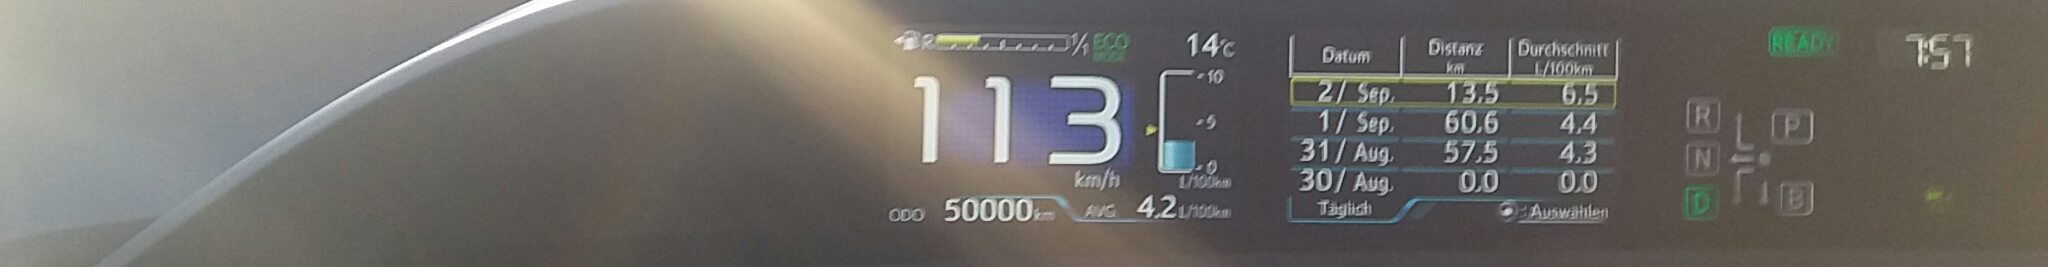 R 1/1 ECO MODE 14°C
113 km/h
10
5
0
L/100km
ODO 50000km AVG 4.2 L/100km
Datum Distanz km Durchschnitt L/100km
2/ Sep. 13.5 6.5
1/ Sep. 60.6 4.4
31/ Aug. 57.5 4.3
30/ Aug. 0.0 0.0
Täglich : Auswählen
READY 7:57
R P
N
D B